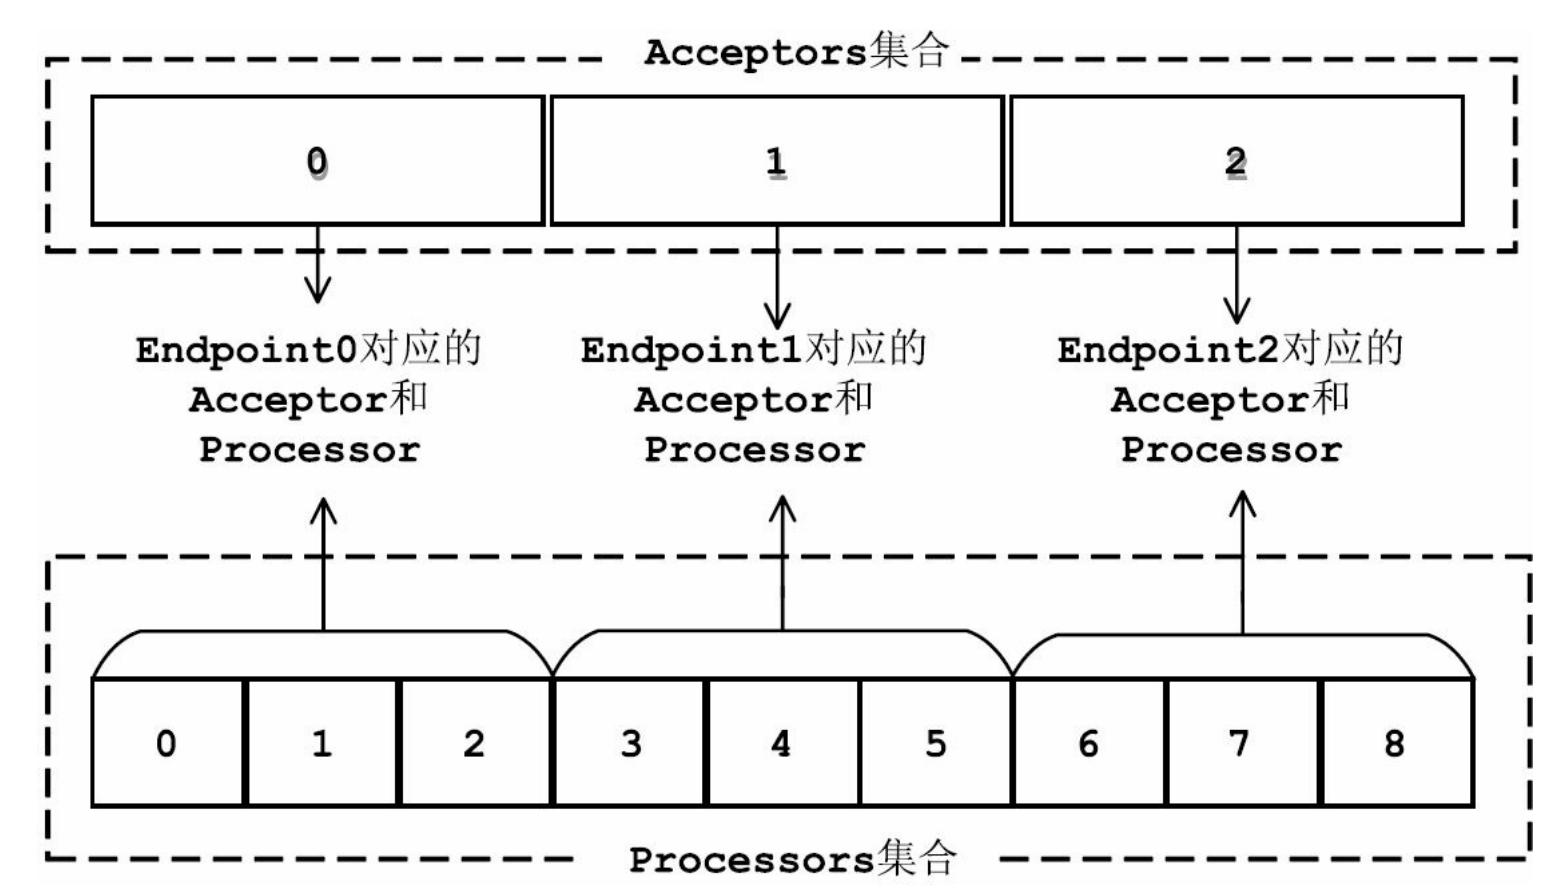 Acceptors集合
0 1 2
Endpoint0对应的
Acceptor和
Processor
Endpoint1对应的
Acceptor和
Processor
Endpoint2对应的
Acceptor和
Processor
0 1 2 3 4 5 6 7 8
Processors集合